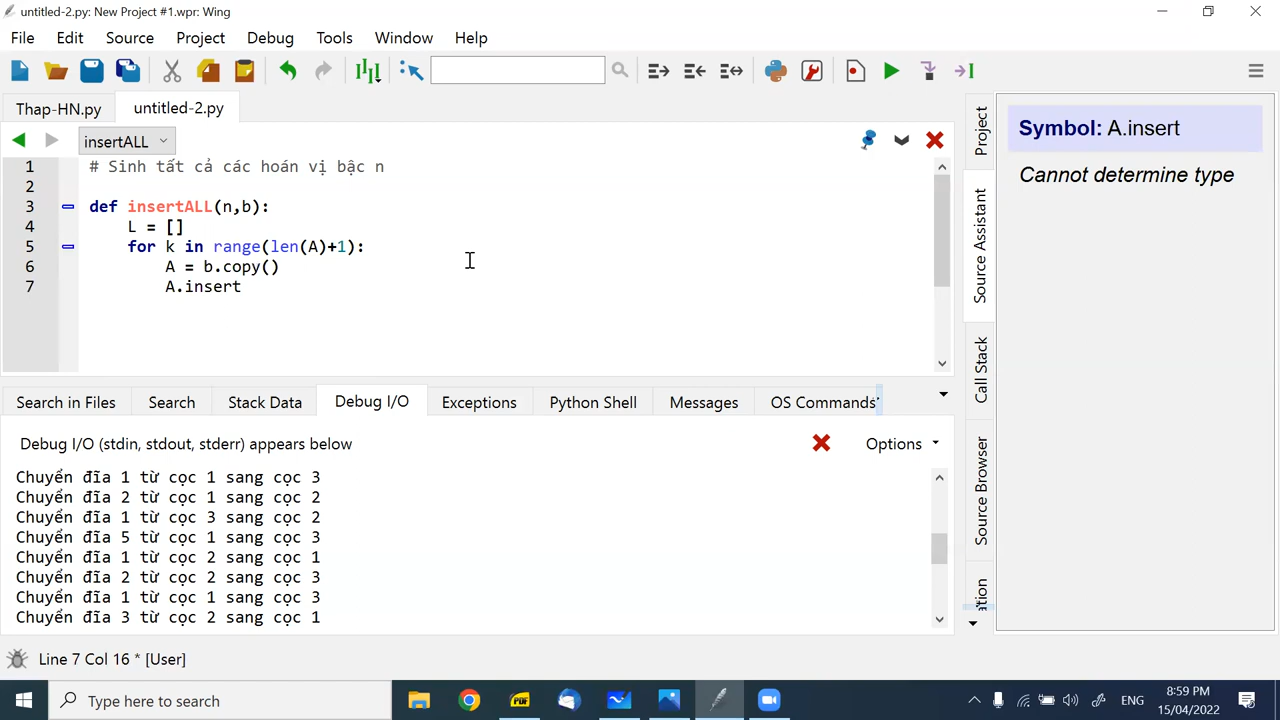 untitled-2.py: New Project #1.wpr: Wing
File Edit Source Project Debug Tools Window Help
Thap-HN.py untitled-2.py
insertALL
1 # Sinh tất cả các hoán vị bậc n
2
3 def insertALL(n,b):
4 L = []
5 for k in range(len(A)+1):
6 A = b.copy()
7 A.insert
Project
Source Assistant
Call Stack
Source Browser
ation
Symbol: A.insert
Cannot determine type
Search in Files Search Stack Data Debug I/O Exceptions Python Shell Messages OS Commands
Debug I/O (stdin, stdout, stderr) appears below
Options
Chuyển đĩa 1 từ cọc 1 sang cọc 3
Chuyển đĩa 2 từ cọc 1 sang cọc 2
Chuyển đĩa 1 từ cọc 3 sang cọc 2
Chuyển đĩa 5 từ cọc 1 sang cọc 3
Chuyển đĩa 1 từ cọc 2 sang cọc 1
Chuyển đĩa 2 từ cọc 2 sang cọc 3
Chuyển đĩa 1 từ cọc 1 sang cọc 3
Chuyển đĩa 3 từ cọc 2 sang cọc 1
Line 7 Col 16 * [User]
Type here to search
PDF
ENG
8:59 PM
15/04/2022